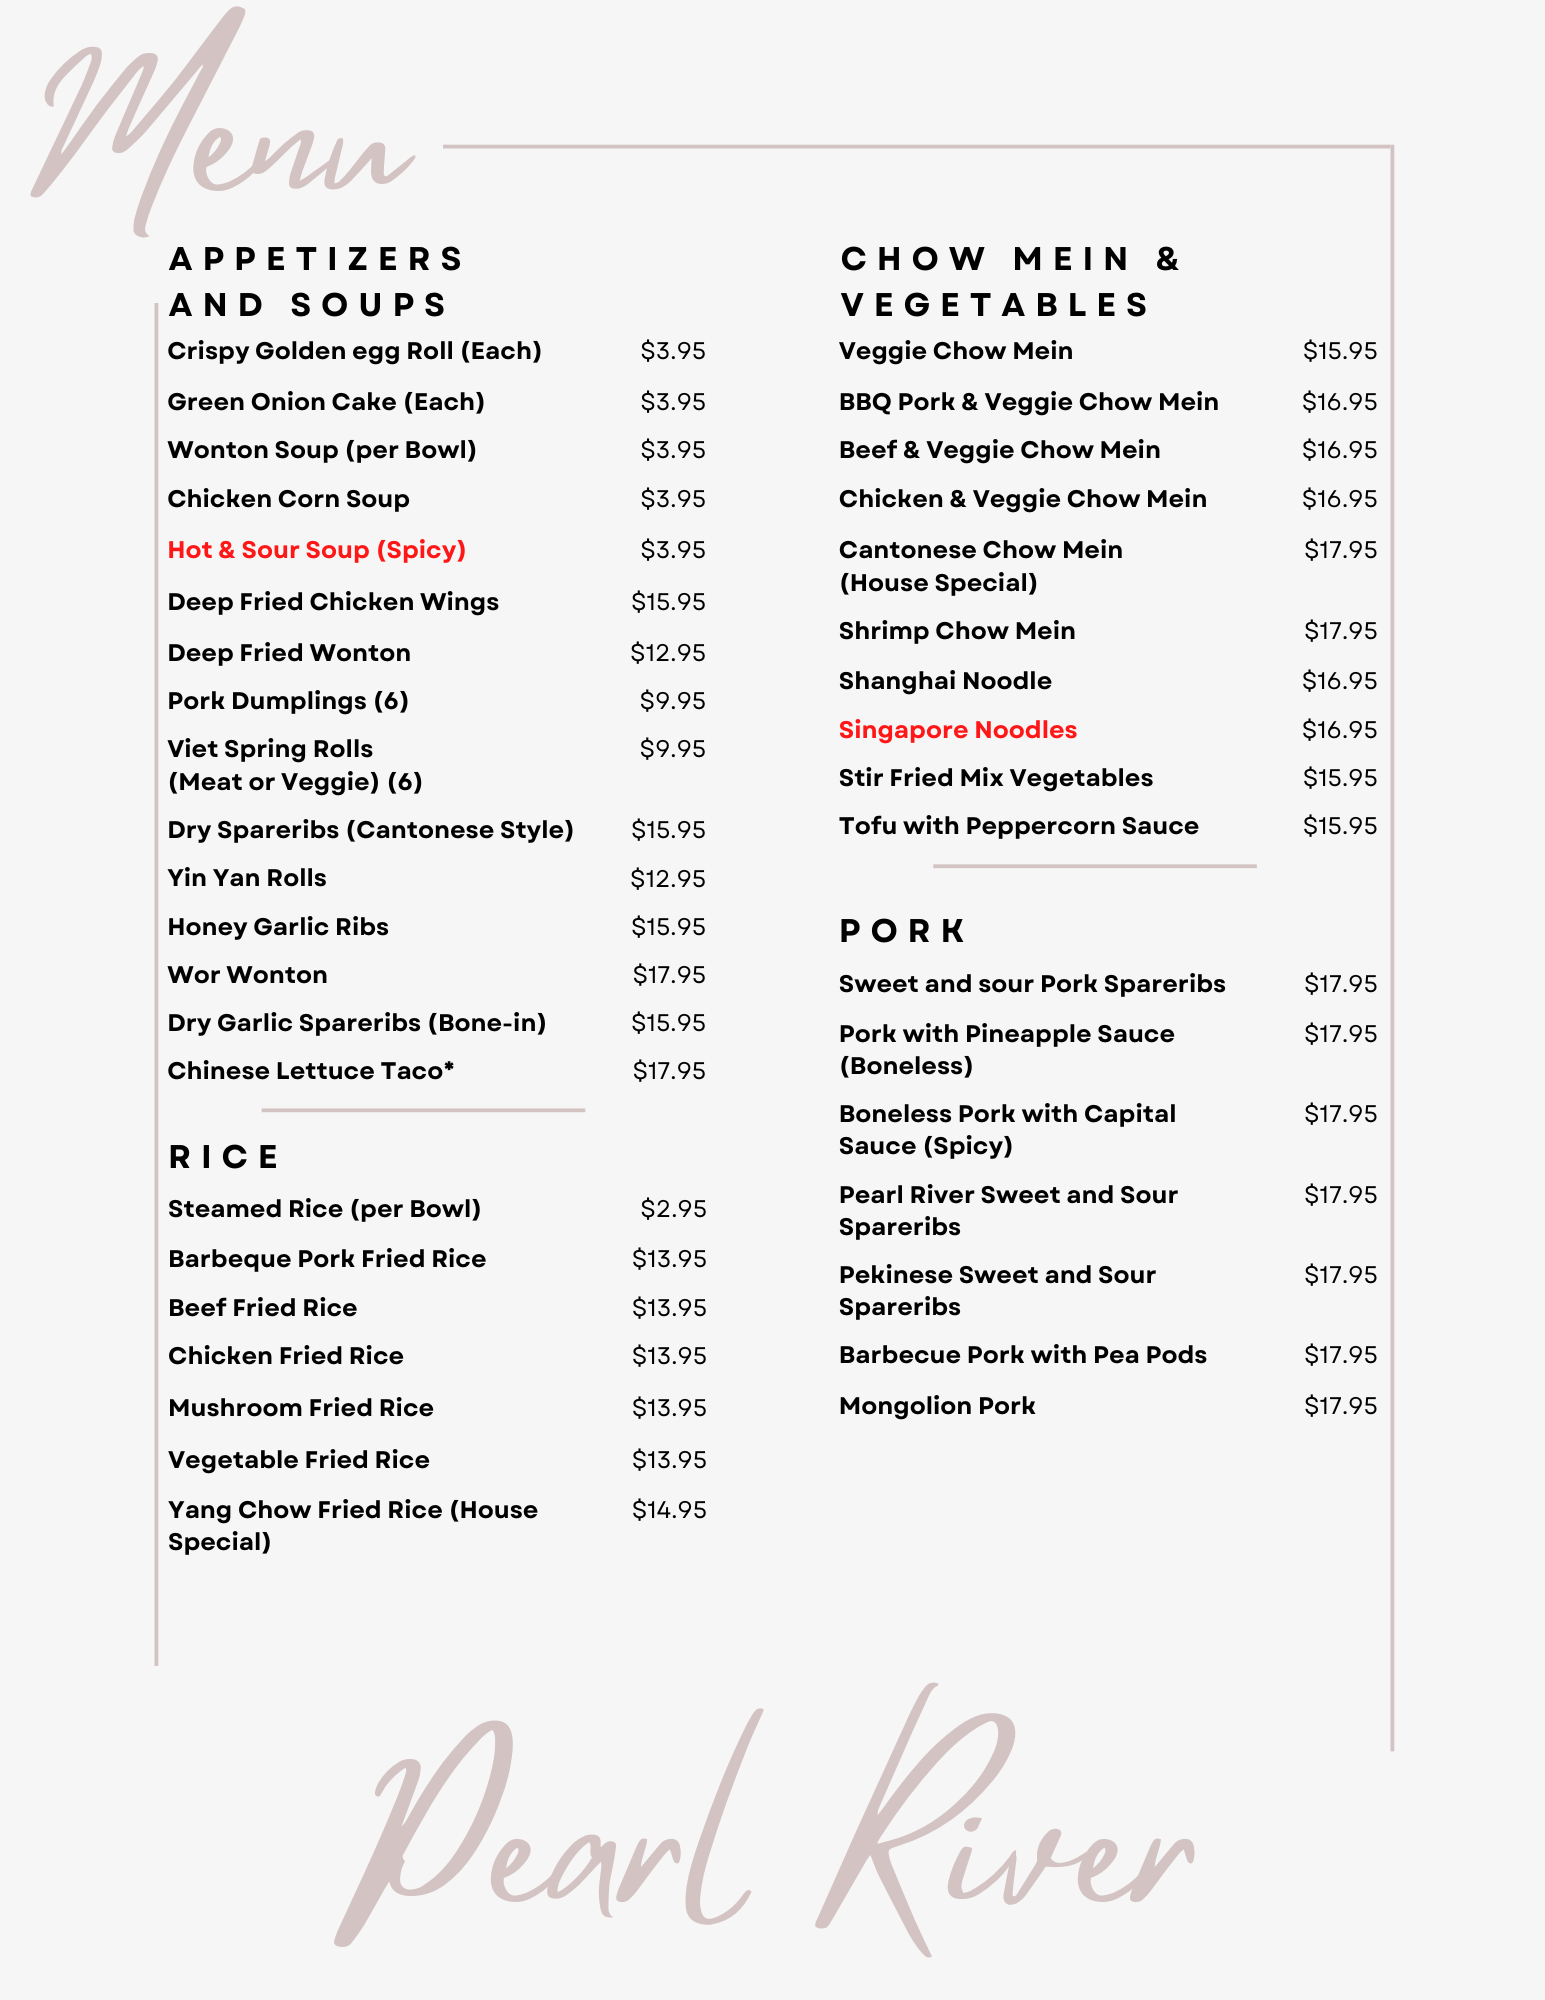 Menu
APPETIZERS
AND SOUPS
Crispy Golden egg Roll (Each) $3.95
Green Onion Cake (Each) $3.95
Wonton Soup (per Bowl) $3.95
Chicken Corn Soup $3.95
Hot & Sour Soup (Spicy) $3.95
Deep Fried Chicken Wings $15.95
Deep Fried Wonton $12.95
Pork Dumplings (6) $9.95
Viet Spring Rolls $9.95
(Meat or Veggie) (6)
Dry Spareribs (Cantonese Style) $15.95
Yin Yan Rolls $12.95
Honey Garlic Ribs $15.95
Wor Wonton $17.95
Dry Garlic Spareribs (Bone-in) $15.95
Chinese Lettuce Taco* $17.95
RICE
Steamed Rice (per Bowl) $2.95
Barbeque Pork Fried Rice $13.95
Beef Fried Rice $13.95
Chicken Fried Rice $13.95
Mushroom Fried Rice $13.95
Vegetable Fried Rice $13.95
Yang Chow Fried Rice (House $14.95
Special)
CHOW MEIN &
VEGETABLES
Veggie Chow Mein $15.95
BBQ Pork & Veggie Chow Mein $16.95
Beef & Veggie Chow Mein $16.95
Chicken & Veggie Chow Mein $16.95
Cantonese Chow Mein $17.95
(House Special)
Shrimp Chow Mein $17.95
Shanghai Noodle $16.95
Singapore Noodles $16.95
Stir Fried Mix Vegetables $15.95
Tofu with Peppercorn Sauce $15.95
PORK
Sweet and sour Pork Spareribs $17.95
Pork with Pineapple Sauce $17.95
(Boneless)
Boneless Pork with Capital $17.95
Sauce (Spicy)
Pearl River Sweet and Sour $17.95
Spareribs
Pekinese Sweet and Sour $17.95
Spareribs
Barbecue Pork with Pea Pods $17.95
Mongolion Pork $17.95
Pearl River